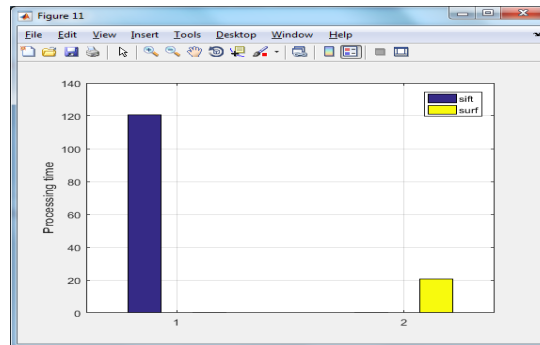 Figure 11
File Edit View Insert Tools Desktop Window Help
140
120
100
80
60
40
20
0
Processing time
sift
surf
1 2